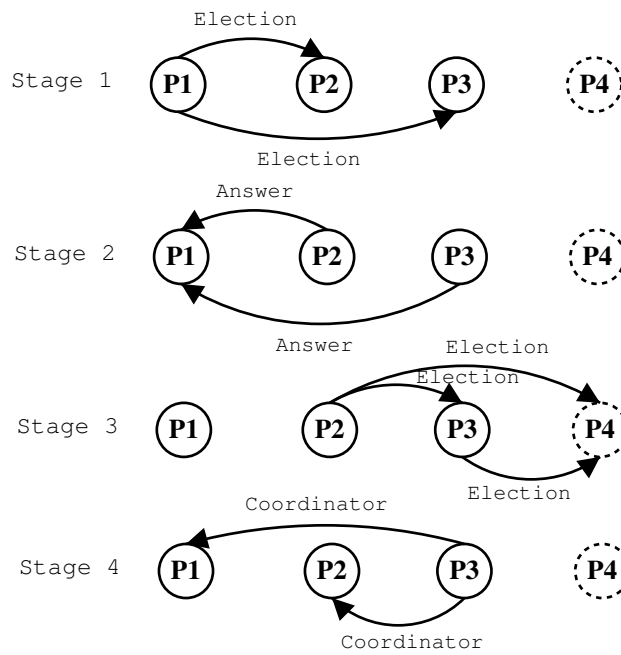 Election
Stage 1 P1 P2 P3 P4
Election
Answer
Stage 2 P1 P2 P3 P4
Answer
Election
Election
Stage 3 P1 P2 P3 P4
Election
Coordinator
Stage 4 P1 P2 P3 P4
Coordinator